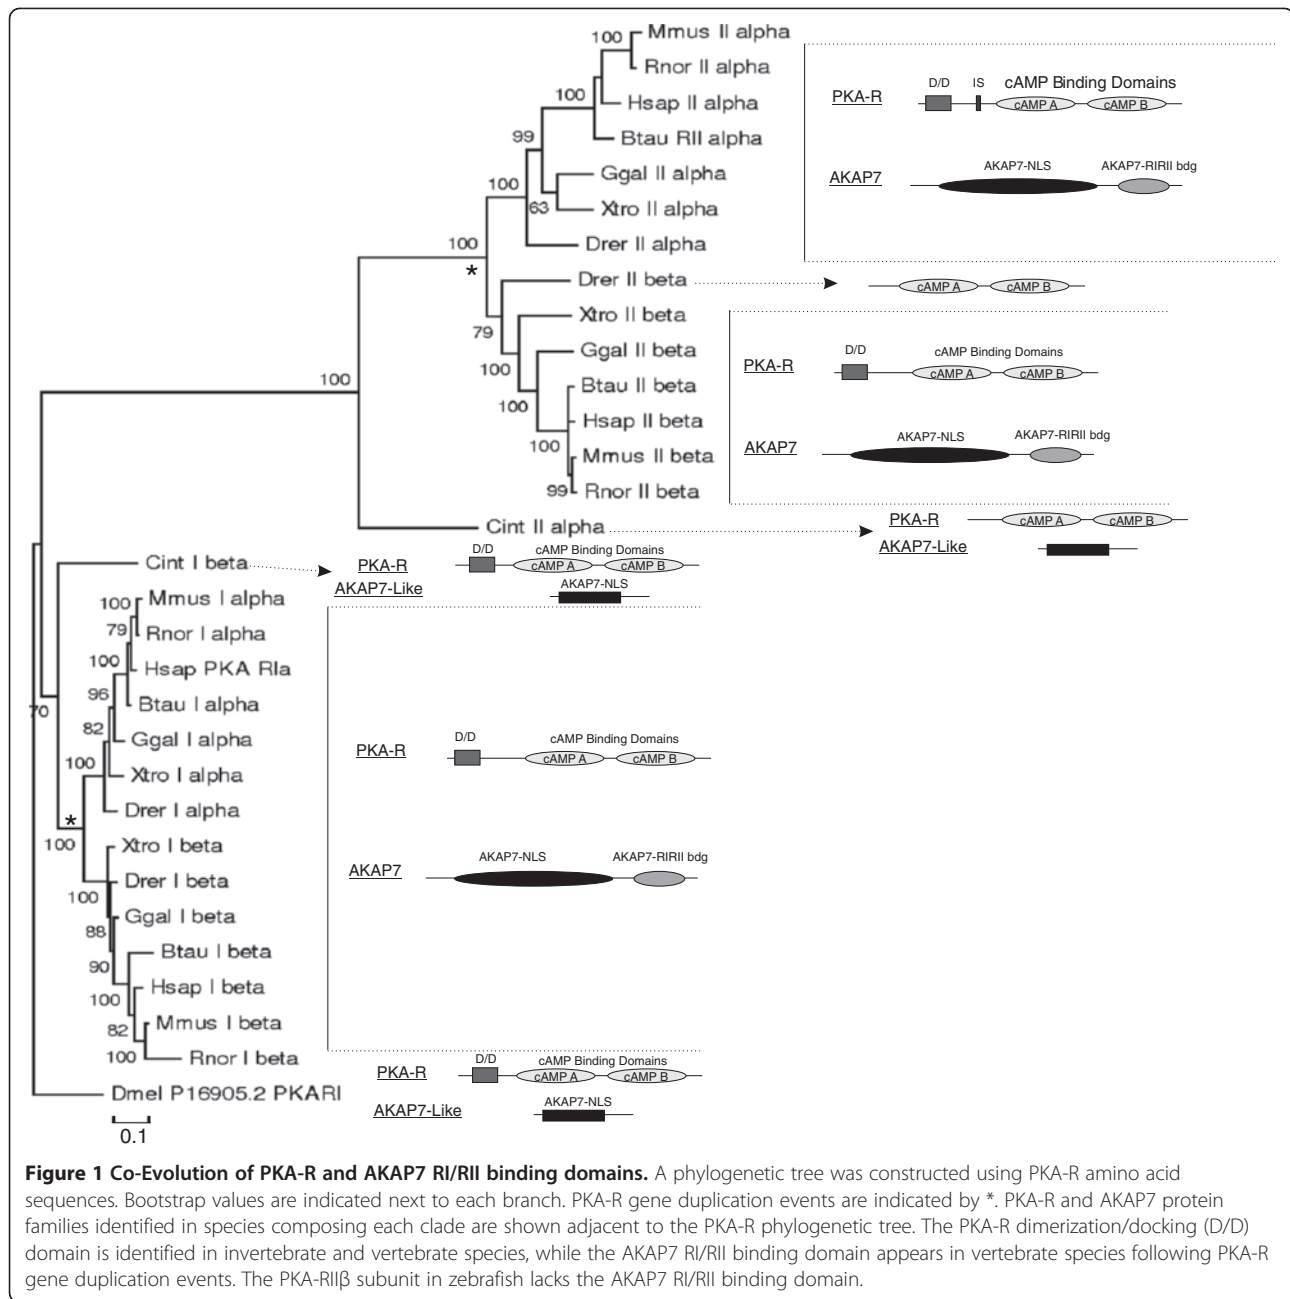 100
Mmus II alpha
Rnor II alpha
100
Hsap II alpha
Btau RII alpha
99
Ggal II alpha
100
63
Xtro II alpha
Drer II alpha
100
*
Drer II beta
79
Xtro II beta
100
Ggal II beta
100
Btau II beta
Hsap II beta
100
Mmus II beta
99
Rnor II beta
100
Cint II alpha
Cint I beta
100
Mmus I alpha
79
Rnor I alpha
100
Hsap PKA RIa
96
Btau I alpha
70
82
Ggal I alpha
100
Xtro I alpha
Drer I alpha
*
100
Xtro I beta
Drer I beta
100
Ggal I beta
88
Btau I beta
90
Hsap I beta
100
Mmus I beta
82
100
Rnor I beta
Dmel P16905.2 PKARI
0.1
D/D IS cAMP Binding Domains
PKA-R
cAMP A cAMP B
AKAP7-NLS AKAP7-RIRII bdg
AKAP7
cAMP A cAMP B
D/D cAMP Binding Domains
PKA-R
cAMP A cAMP B
AKAP7-NLS AKAP7-RIRII bdg
AKAP7
PKA-R
cAMP A cAMP B
AKAP7-Like
D/D cAMP Binding Domains
PKA-R
cAMP A cAMP B
AKAP7-Like
AKAP7-NLS
D/D cAMP Binding Domains
PKA-R
cAMP A cAMP B
AKAP7-NLS AKAP7-RIRII bdg
AKAP7
D/D cAMP Binding Domains
PKA-R
cAMP A cAMP B
AKAP7-NLS
AKAP7-Like
Figure 1 Co-Evolution of PKA-R and AKAP7 RI/RII binding domains. A phylogenetic tree was constructed using PKA-R amino acid
sequences. Bootstrap values are indicated next to each branch. PKA-R gene duplication events are indicated by *. PKA-R and AKAP7 protein
families identified in species composing each clade are shown adjacent to the PKA-R phylogenetic tree. The PKA-R dimerization/docking (D/D)
domain is identified in invertebrate and vertebrate species, while the AKAP7 RI/RII binding domain appears in vertebrate species following PKA-R
gene duplication events. The PKA-RIIβ subunit in zebrafish lacks the AKAP7 RI/RII binding domain.